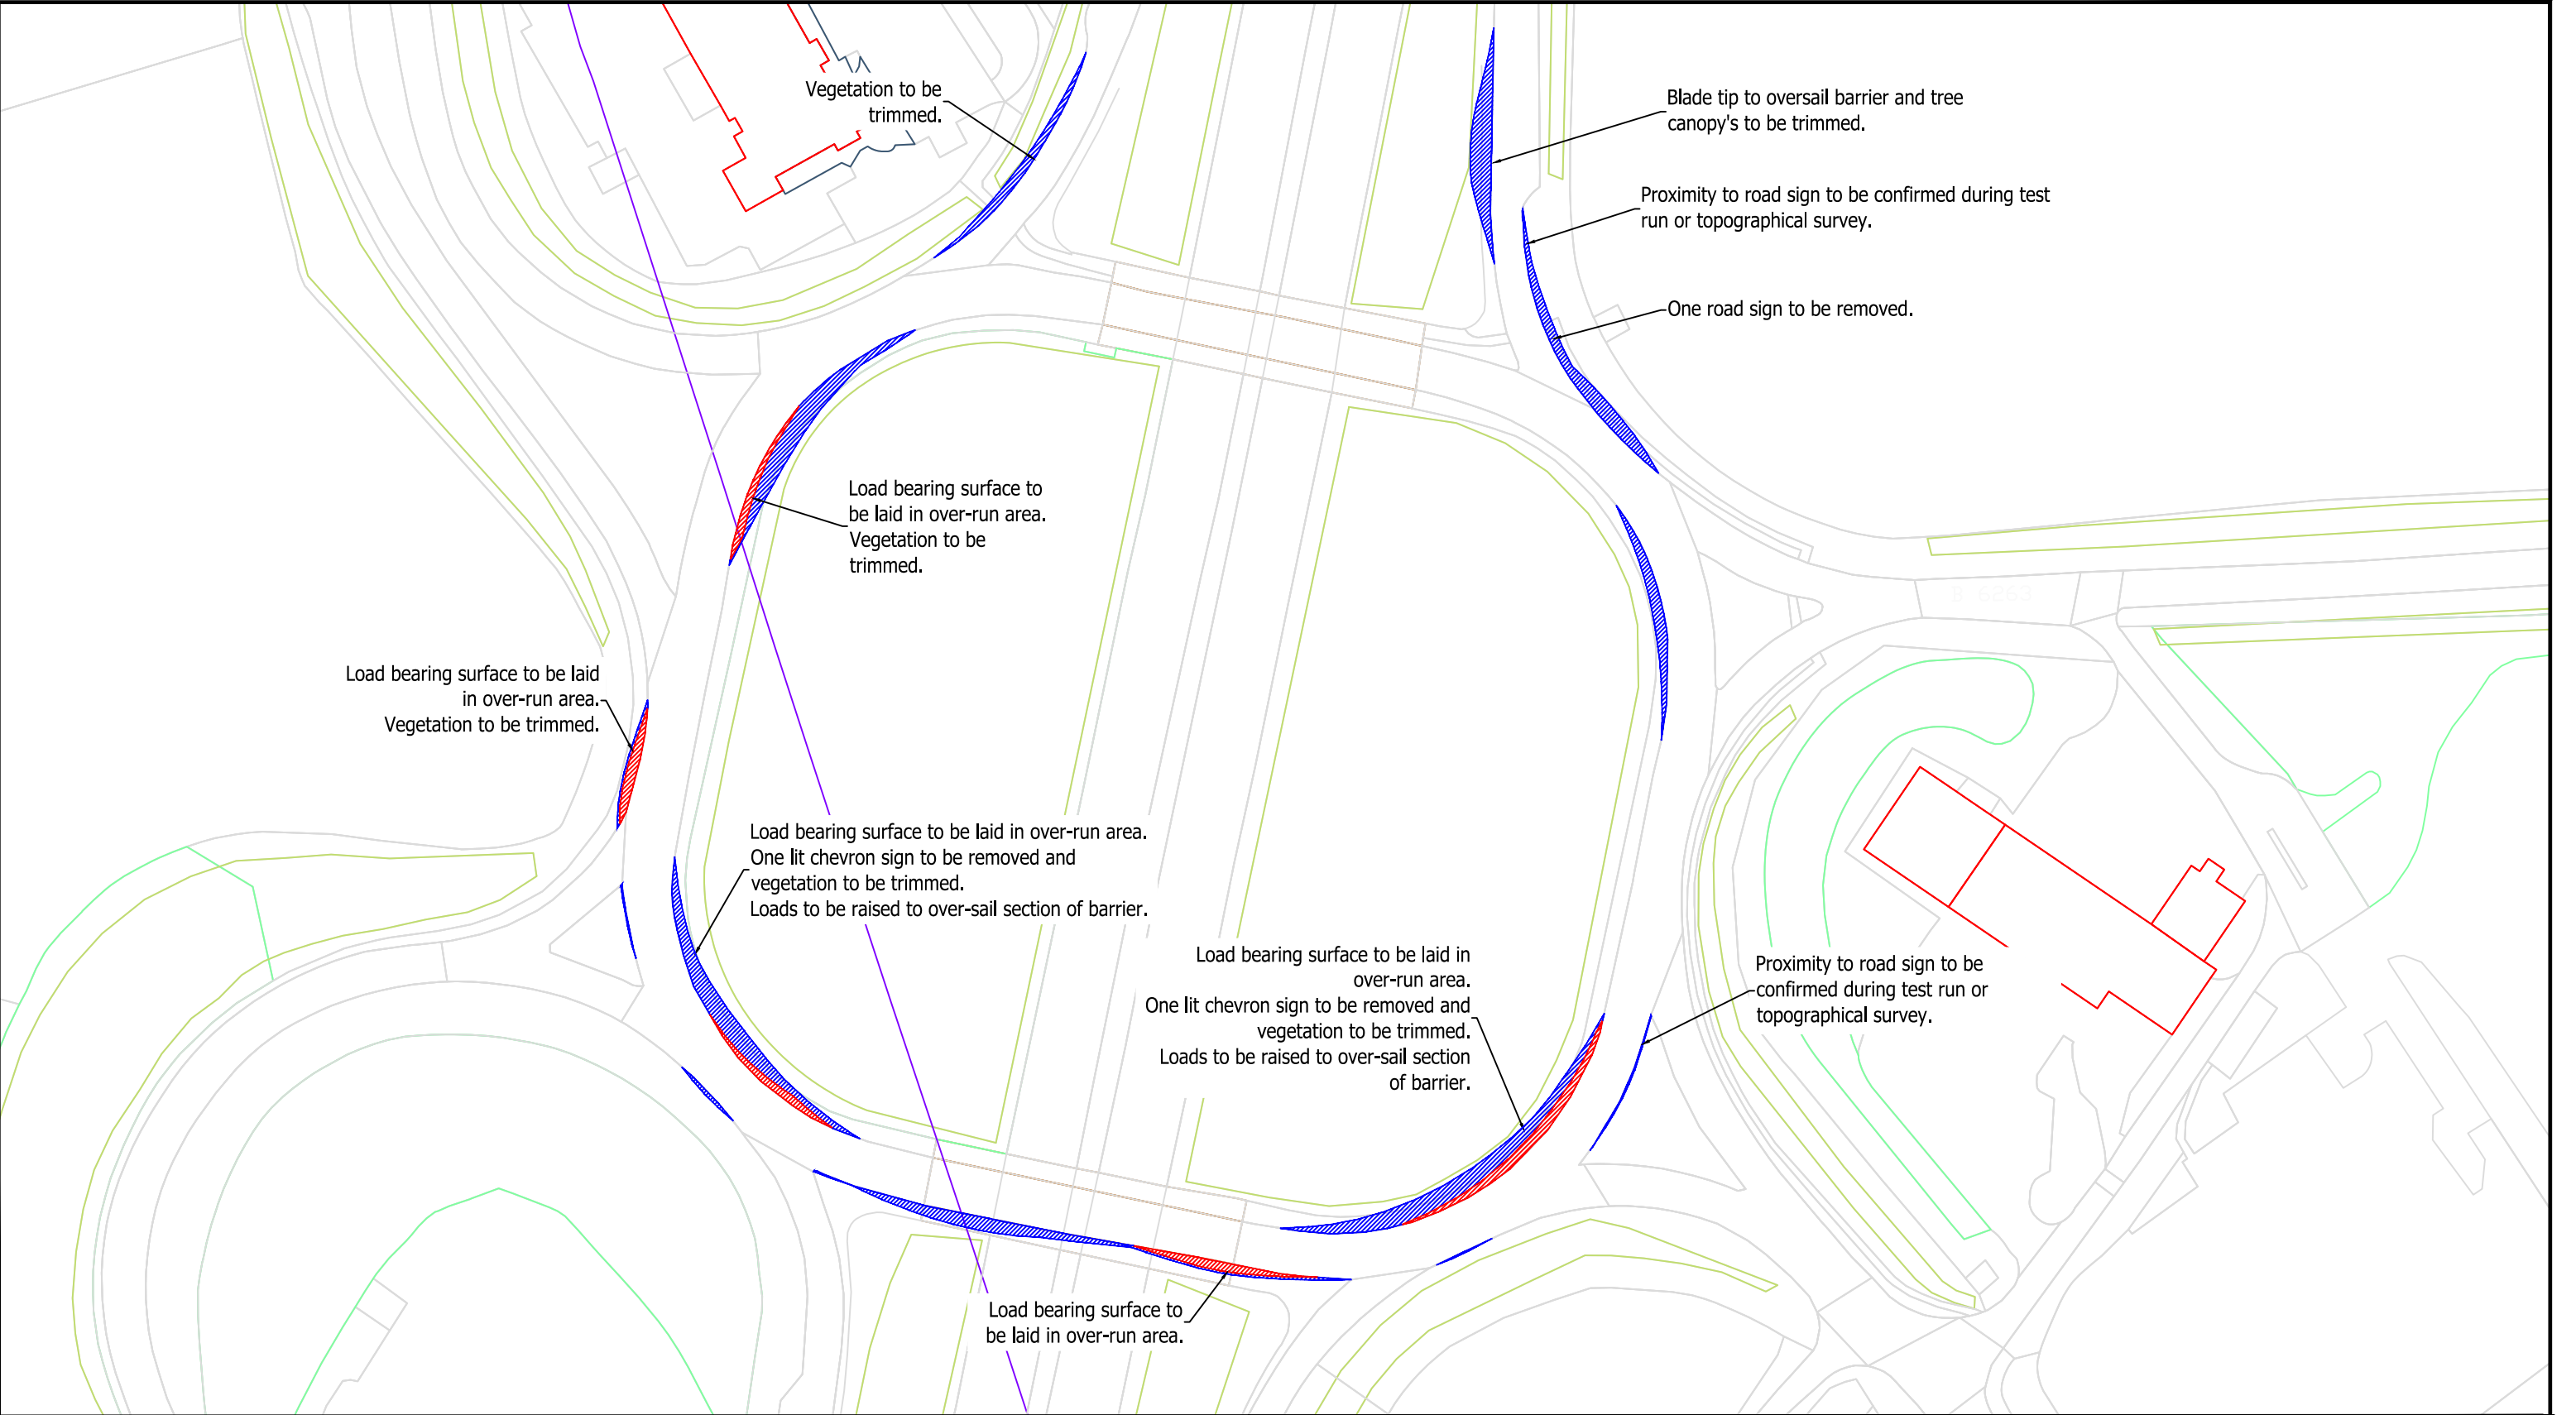 Vegetation to be
trimmed.
Blade tip to oversail barrier and tree
canopy's to be trimmed.
Proximity to road sign to be confirmed during test
run or topographical survey.
One road sign to be removed.
Load bearing surface to
be laid in over-run area.
Vegetation to be
trimmed.
B 6263
Load bearing surface to be laid
in over-run area.
Vegetation to be trimmed.
Load bearing surface to be laid in over-run area.
One lit chevron sign to be removed and
vegetation to be trimmed.
Loads to be raised to over-sail section of barrier.
Load bearing surface to be laid in
over-run area.
One lit chevron sign to be removed and
vegetation to be trimmed.
Loads to be raised to over-sail section
of barrier.
Proximity to road sign to be
confirmed during test run or
topographical survey.
Load bearing surface to
be laid in over-run area.